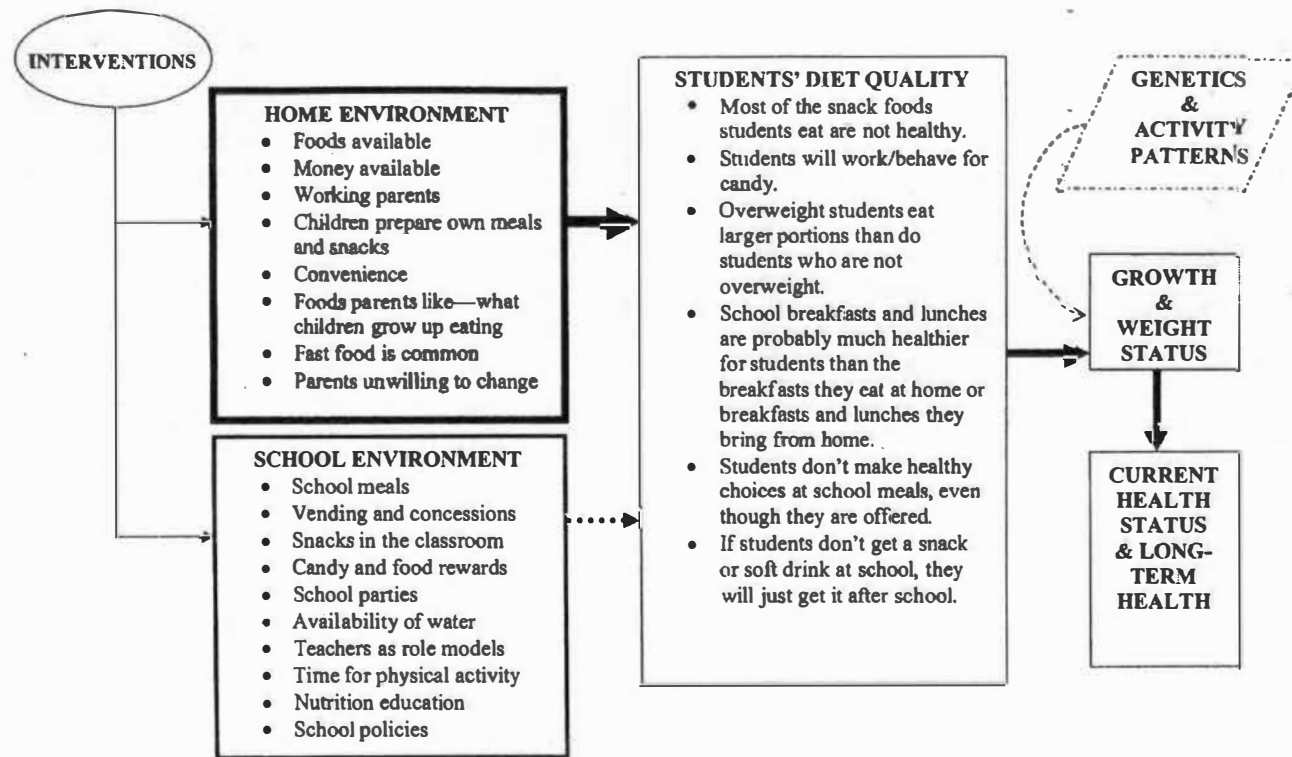 INTERVENTIONS
HOME ENVIRONMENT
• Foods available
• Money available
• Working parents
• Children prepare own meals
and snacks
• Convenience
• Foods parents like—what
children grow up eating
• Fast food is common
• Parents unwilling to change
SCHOOL ENVIRONMENT
• School meals
• Vending and concessions
• Snacks in the classroom
• Candy and food rewards
• School parties
• Availability of water
• Teachers as role models
• Time for physical activity
• Nutrition education
• School policies
STUDENTS' DIET QUALITY
• Most of the snack foods
students eat are not healthy.
• Students will work/behave for
candy.
• Overweight students eat
larger portions than do
students who are not
overweight.
• School breakfasts and lunches
are probably much healthier
for students than the
breakfasts they eat at home or
breakfasts and lunches they
bring from home.
• Students don't make healthy
choices at school meals, even
though they are offered.
• If students don't get a snack
or soft drink at school, they
will just get it after school.
GENETICS
&
ACTIVITY
PATTERNS
GROWTH
&
WEIGHT
STATUS
CURRENT
HEALTH
STATUS
& LONG-
TERM
HEALTH